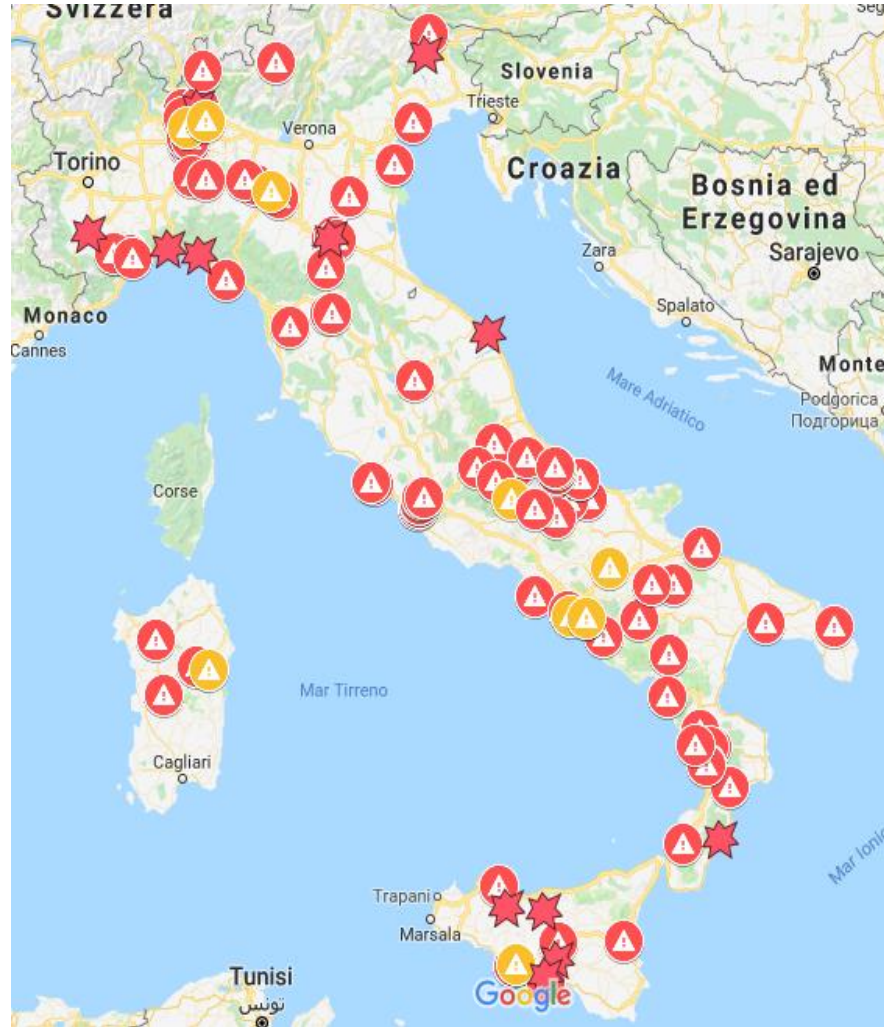 Svizzera
Slovenia
Trieste
Verona
Torino
Croazia
Bosnia ed
Erzegovina
Sarajevo
Zara
Spalato
Monaco
Cannes
Mare Adriatico
Monte
Podgorica
Подгорица
Corse
Mar Tirreno
Cagliari
Mar Ionio
Trapani
Marsala
Tunisi
تونس
Google